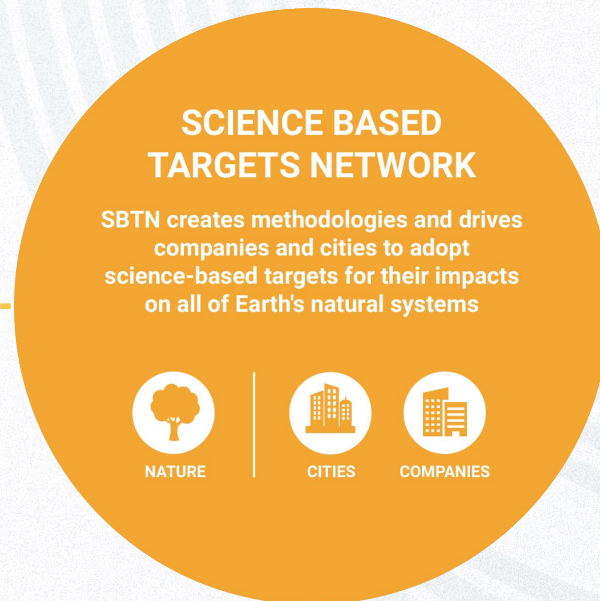 SCIENCE BASED
TARGETS NETWORK
SBTN creates methodologies and drives
companies and cities to adopt
science-based targets for their impacts
on all of Earth's natural systems
NATURE
CITIES
COMPANIES